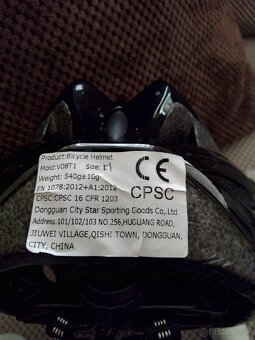 Product:Bicycle Helmet
Mold:V08T1 Size: M
Weight: 540g±10g
EN 1078:2012+A1:2012
CPSC:CPSC 16 CFR 1203
CE
CPSC
Dongguan City Star Sporting Goods Co.,Ltd
Address:101/102/103 NO.256,HUGUANG ROAD,
JIUWEI VILLAGE,QISHI TOWN, DONGGUAN,
CITY, CHINA